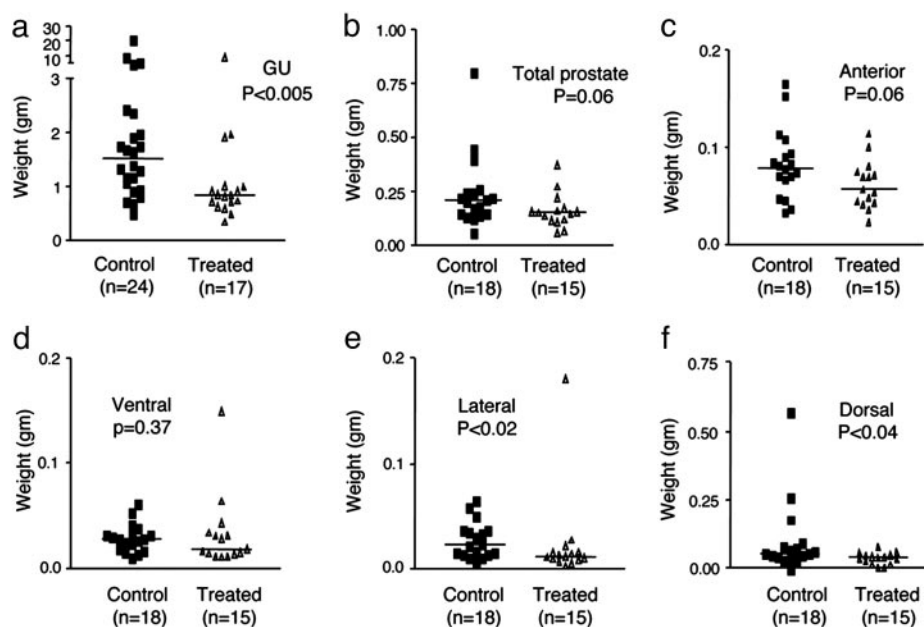 a
GU
P<0.005
Weight (gm)
30
20
10
3
2
1
0
Control
(n=24)
Treated
(n=17)
b
Total prostate
P=0.06
Weight (gm)
1.00
0.75
0.50
0.25
0.00
Control
(n=18)
Treated
(n=15)
c
Anterior
P=0.06
Weight (gm)
0.2
0.1
0.0
Control
(n=18)
Treated
(n=15)
d
Ventral
p=0.37
Weight (gm)
0.2
0.1
0.0
Control
(n=18)
Treated
(n=15)
e
Lateral
P<0.02
Weight (gm)
0.2
0.1
0.0
Control
(n=18)
Treated
(n=15)
f
Dorsal
P<0.04
Weight (gm)
0.75
0.50
0.25
0.0
Control
(n=18)
Treated
(n=15)